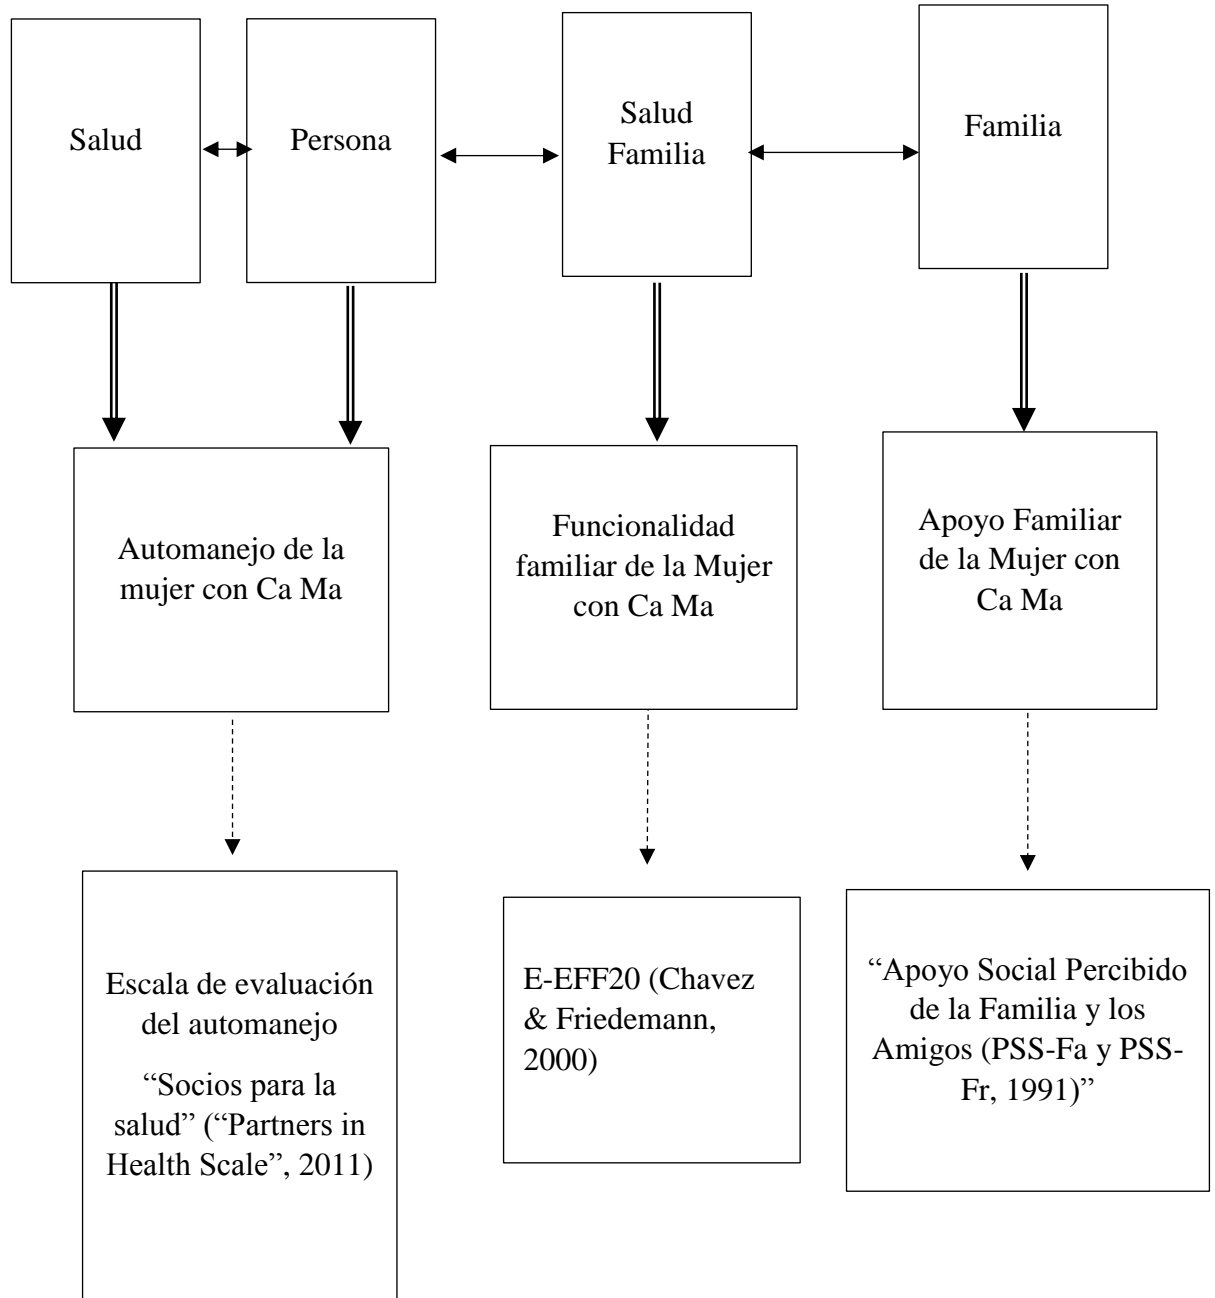 Salud
Persona
Salud
Familia
Familia
Automanejo de la
mujer con Ca Ma
Funcionalidad
familiar de la Mujer
con Ca Ma
Apoyo Familiar
de la Mujer con
Ca Ma
Escala de evaluación
del automanejo
“Socios para la
salud” (“Partners in
Health Scale”, 2011)
E-EFF20 (Chavez
& Friedemann,
2000)
“Apoyo Social Percibido
de la Familia y los
Amigos (PSS-Fa y PSS-
Fr, 1991)”